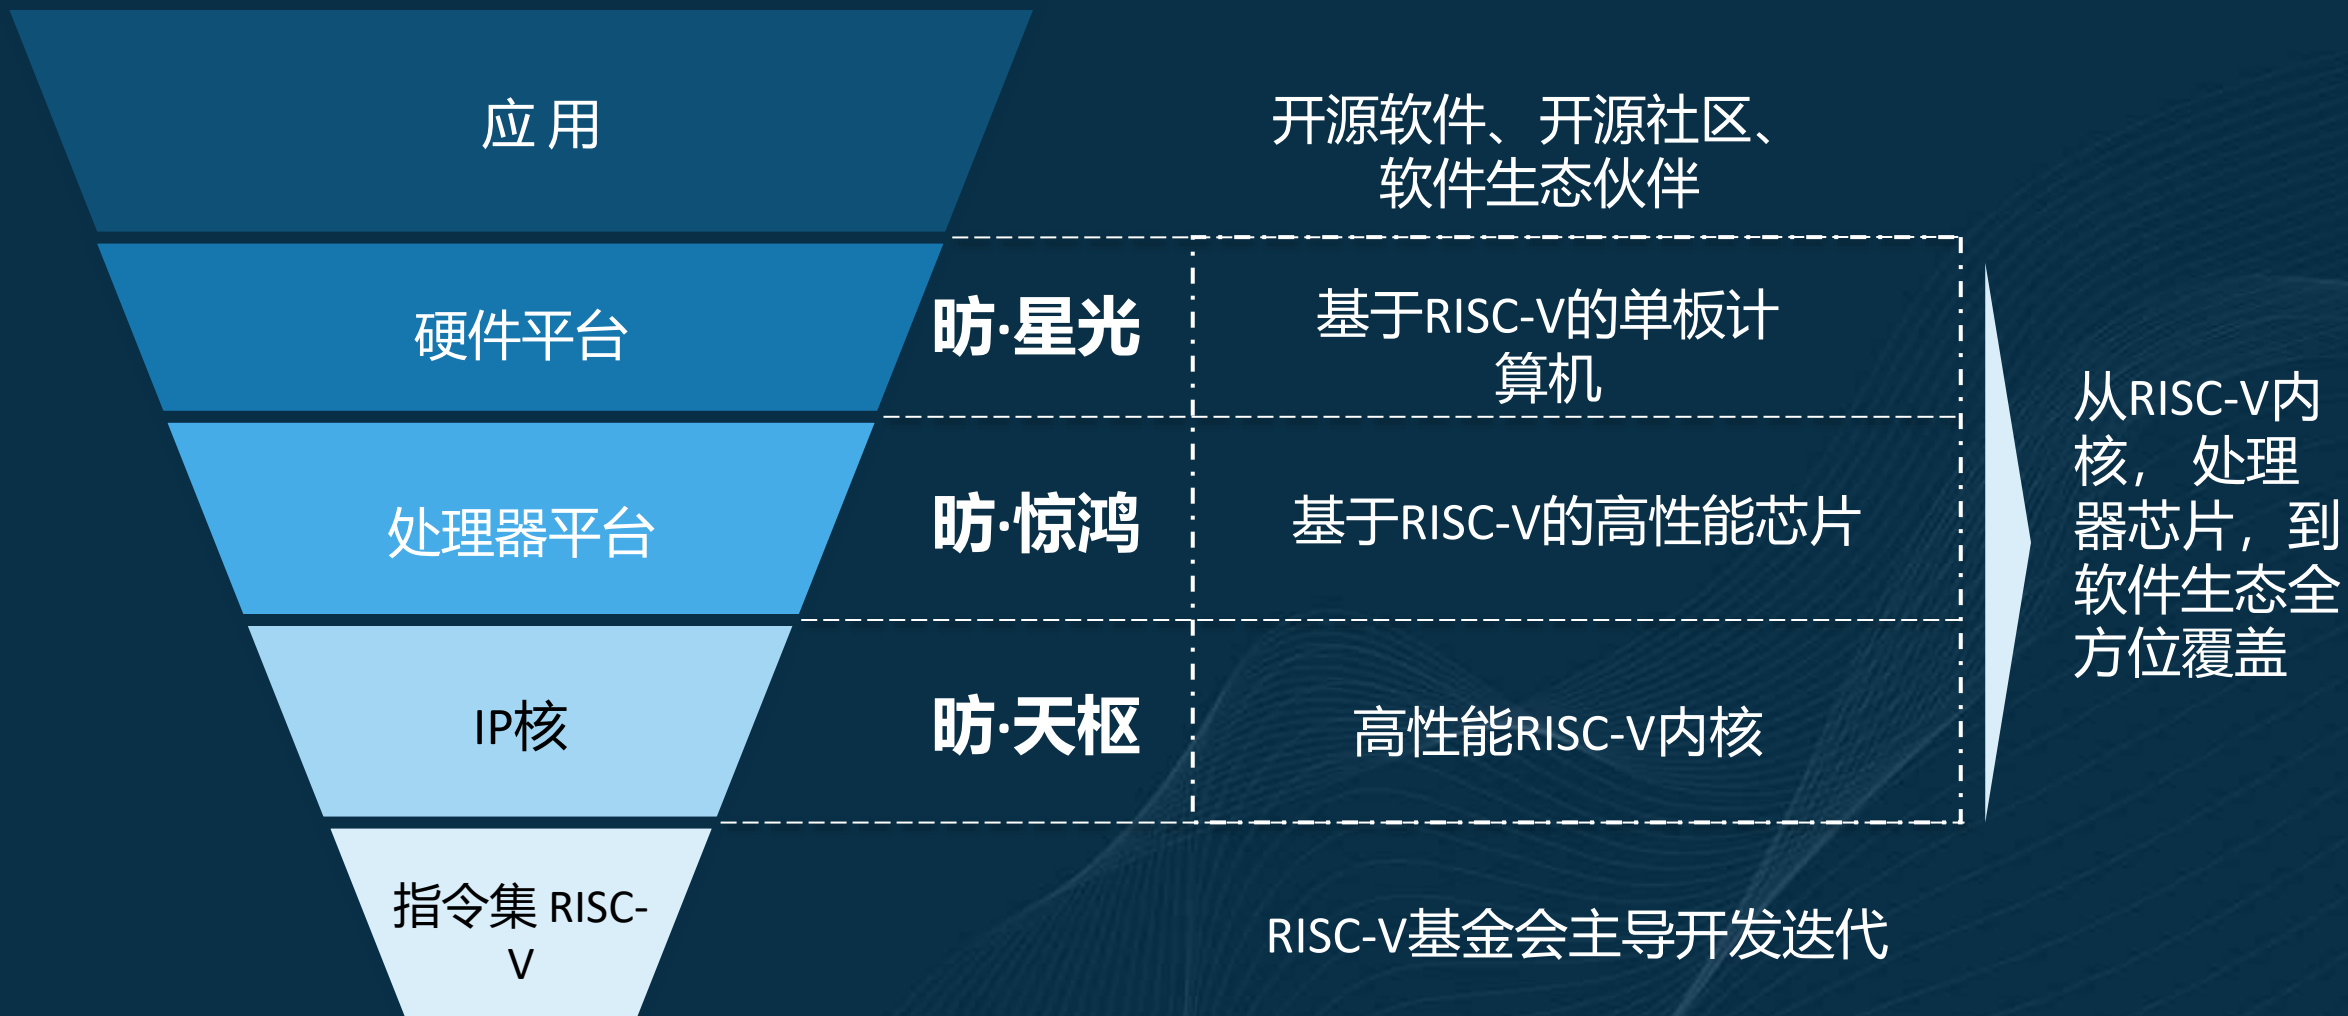 应 用
开源软件、开源社区、
软件生态伙伴
硬件平台
昉·星光
基于RISC-V的单板计
算机
处理器平台
昉·惊鸿
基于RISC-V的高性能芯片
IP核
昉·天枢
高性能RISC-V内核
指令集 RISC-
V
RISC-V基金会主导开发迭代
从RISC-V内
核， 处理
器芯片，到
软件生态全
方位覆盖